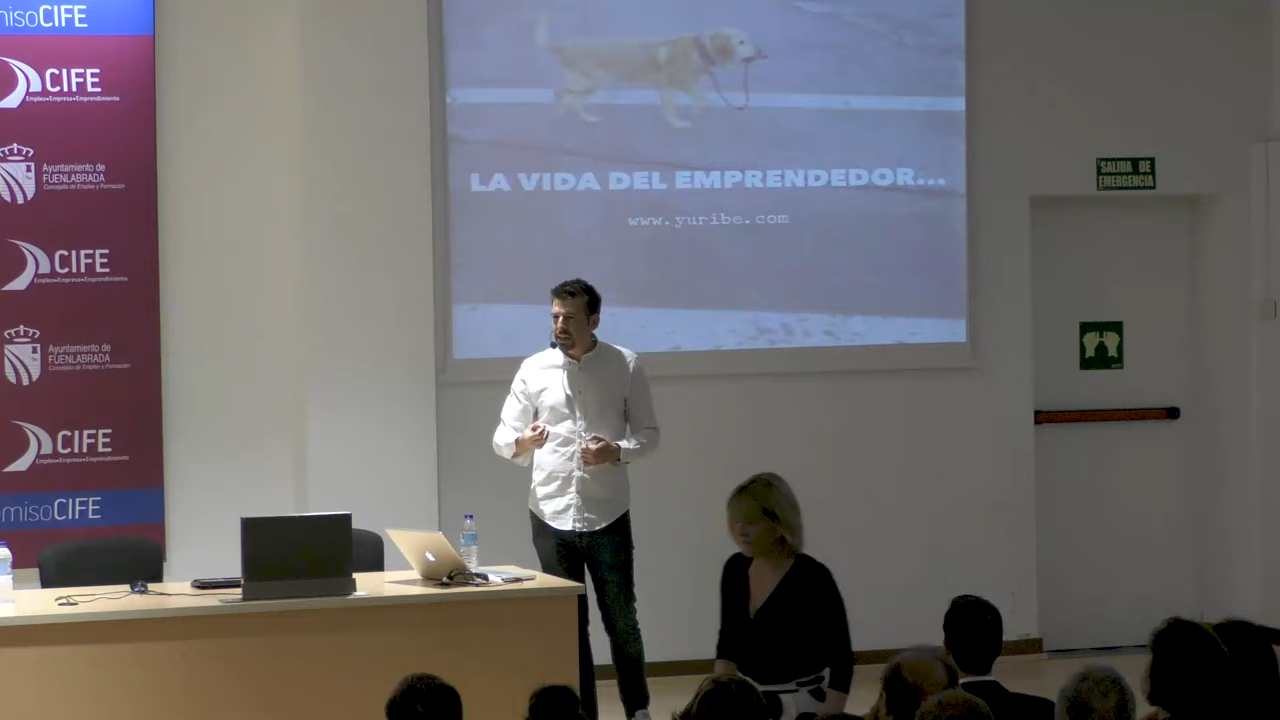 misoCIFE
CIFE
Empleo•Empresa•Emprendimiento
Ayuntamiento de
FUENLABRADA
Concejalía de Empleo y Formación
CIFE
Empleo•Empresa•Emprendimiento
Ayuntamiento de
FUENLABRADA
Concejalía de Empleo y Formación
CIFE
Empleo•Empresa•Emprendimiento
omisoCIFE
LA VIDA DEL EMPRENDEDOR...
www.yuribe.com
SALIDA DE
EMERGENCIA